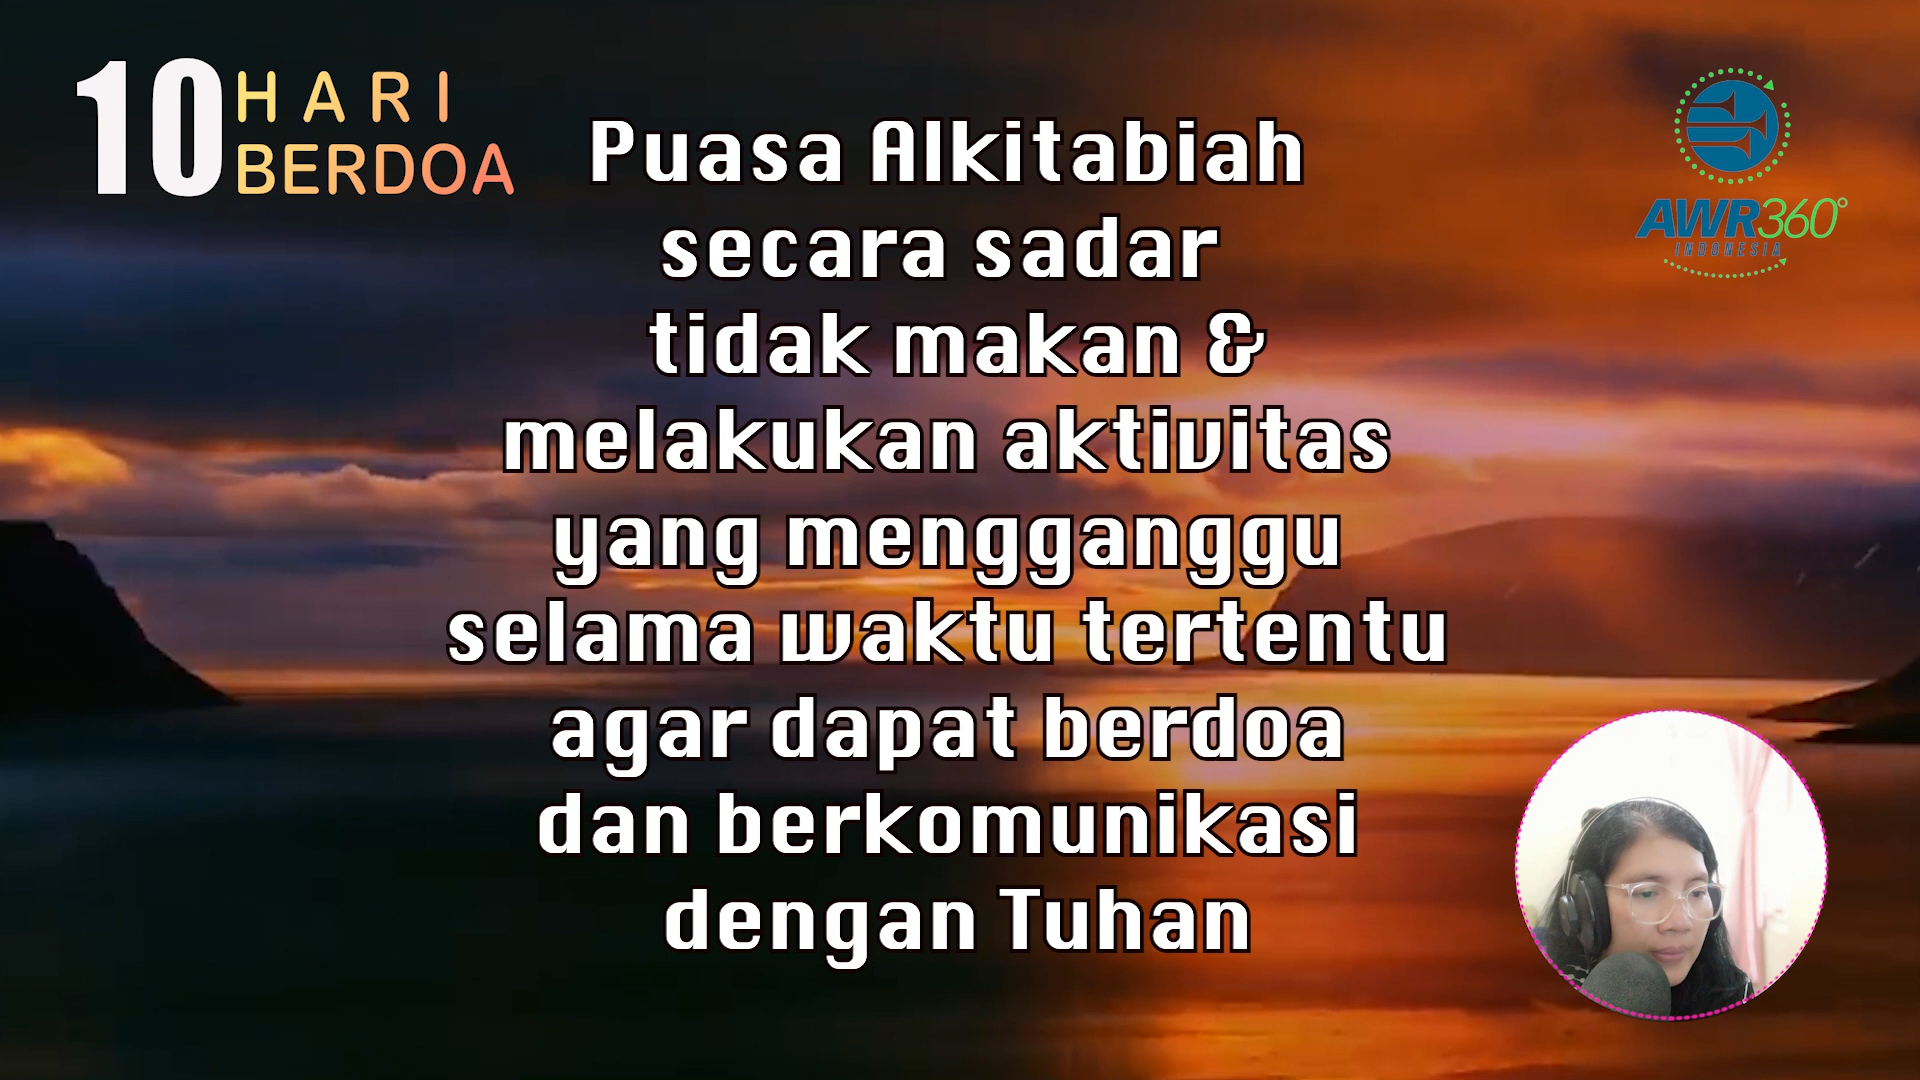 10 HARI
BERDOA
Puasa Alkitabiah
secara sadar
tidak makan &
melakukan aktivitas
yang mengganggu
selama waktu tertentu
agar dapat berdoa
dan berkomunikasi
dengan Tuhan
AWR360°
INDONESIA